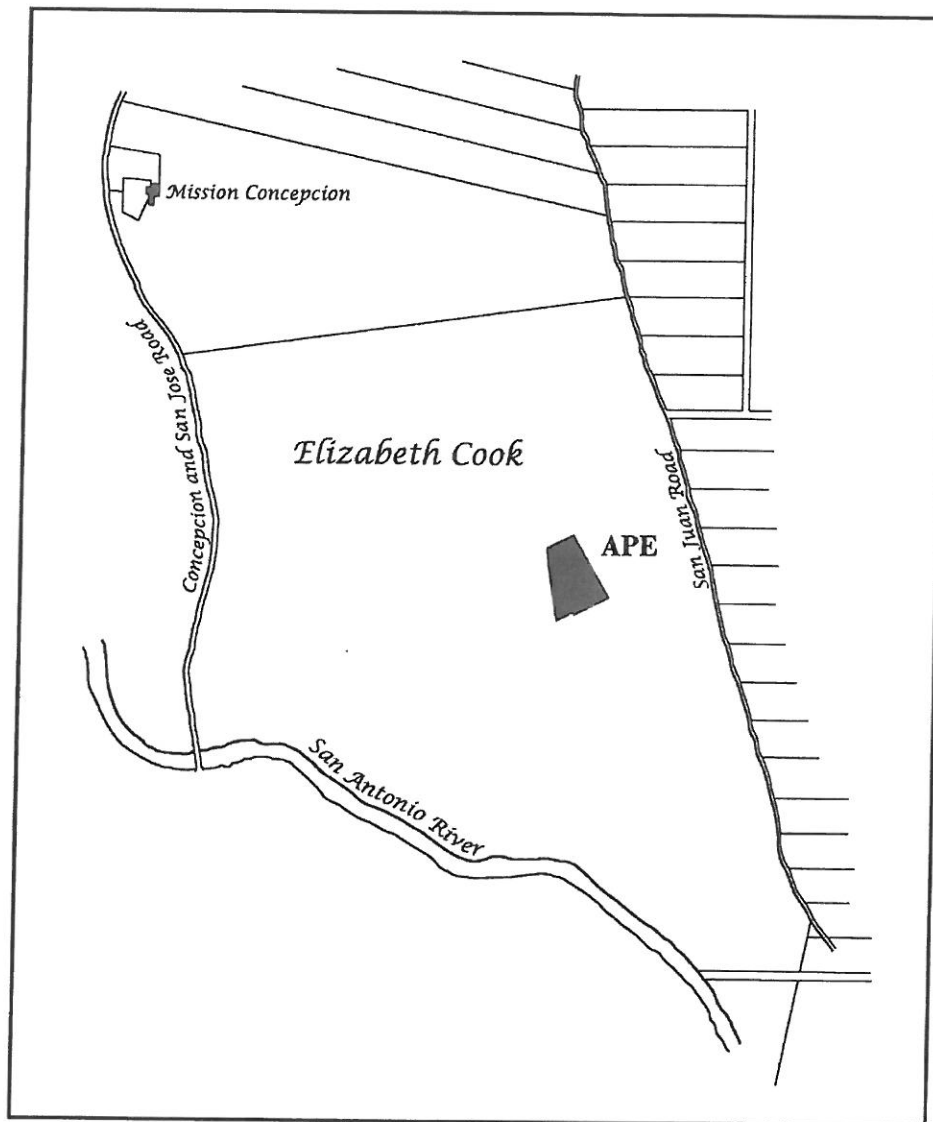 Mission Concepcion
Concepcion and San Jose Road
Elizabeth Cook
APE
San Juan Road
San Antonio River